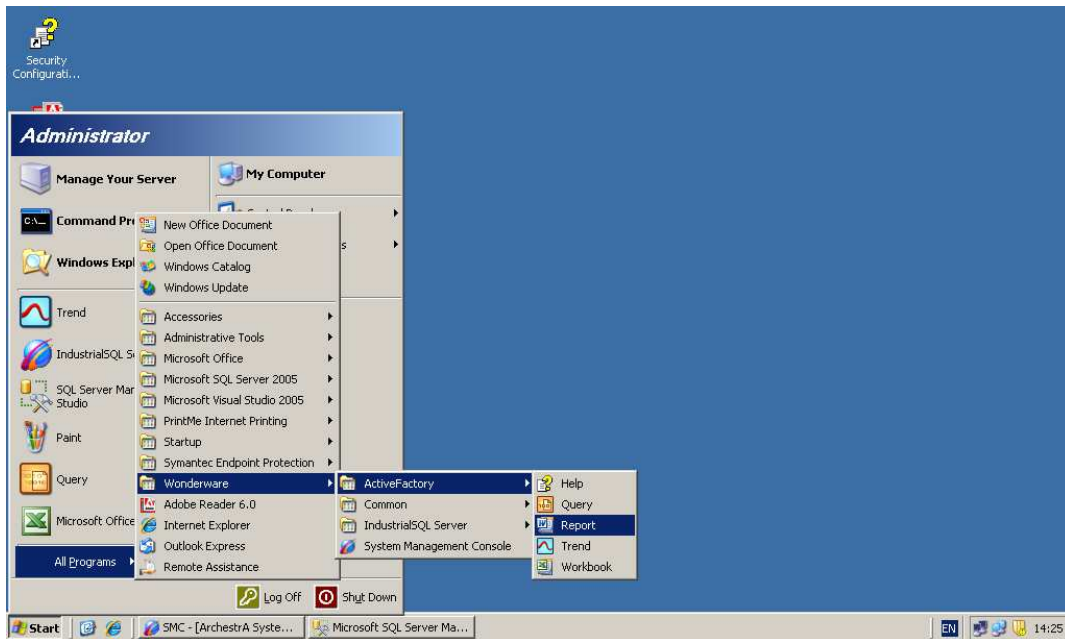 Security
Configurati...
Administrator
Manage Your Server
Command Pro
Windows Expl
Trend
IndustrialSQL Se
SQL Server Man
Studio
Paint
Query
Microsoft Office
All Programs
My Computer
s
New Office Document
Open Office Document
Windows Catalog
Windows Update
Accessories
Administrative Tools
Microsoft Office
Microsoft SQL Server 2005
Microsoft Visual Studio 2005
PrintMe Internet Printing
Startup
Symantec Endpoint Protection
Wonderware
Adobe Reader 6.0
Internet Explorer
Outlook Express
Remote Assistance
ActiveFactory
Common
IndustrialSQL Server
System Management Console
Help
Query
Report
Trend
Workbook
Log Off
Shut Down
Start
SMC - [ArchestrA Syste...
Microsoft SQL Server Ma...
EN
14:25